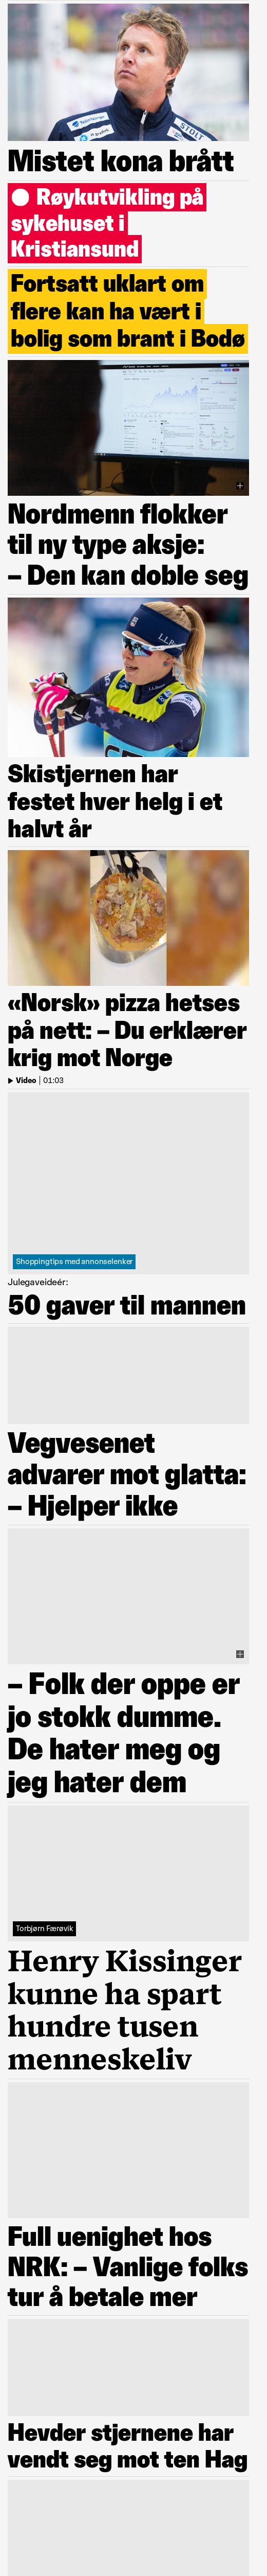 Mistet kona brått
Røykutvikling på
sykehuset i
Kristiansund
Fortsatt uklart om
flere kan ha vært i
bolig som brant i Bodø
Nordmenn flokker
til ny type aksje:
– Den kan doble seg
Skistjernen har
festet hver helg i et
halvt år
«Norsk» pizza hetses
på nett: – Du erklærer
krig mot Norge
Video | 01:03
Shoppingtips med annonselenker
Julegaveideér:
50 gaver til mannen
Vegvesenet
advarer mot glatta:
– Hjelper ikke
– Folk der oppe er
jo stokk dumme.
De hater meg og
jeg hater dem
Torbjørn Færøvik
Henry Kissinger
kunne ha spart
hundre tusen
menneskeliv
Full uenighet hos
NRK: – Vanlige folks
tur å betale mer
Hevder stjernene har
vendt seg mot ten Hag